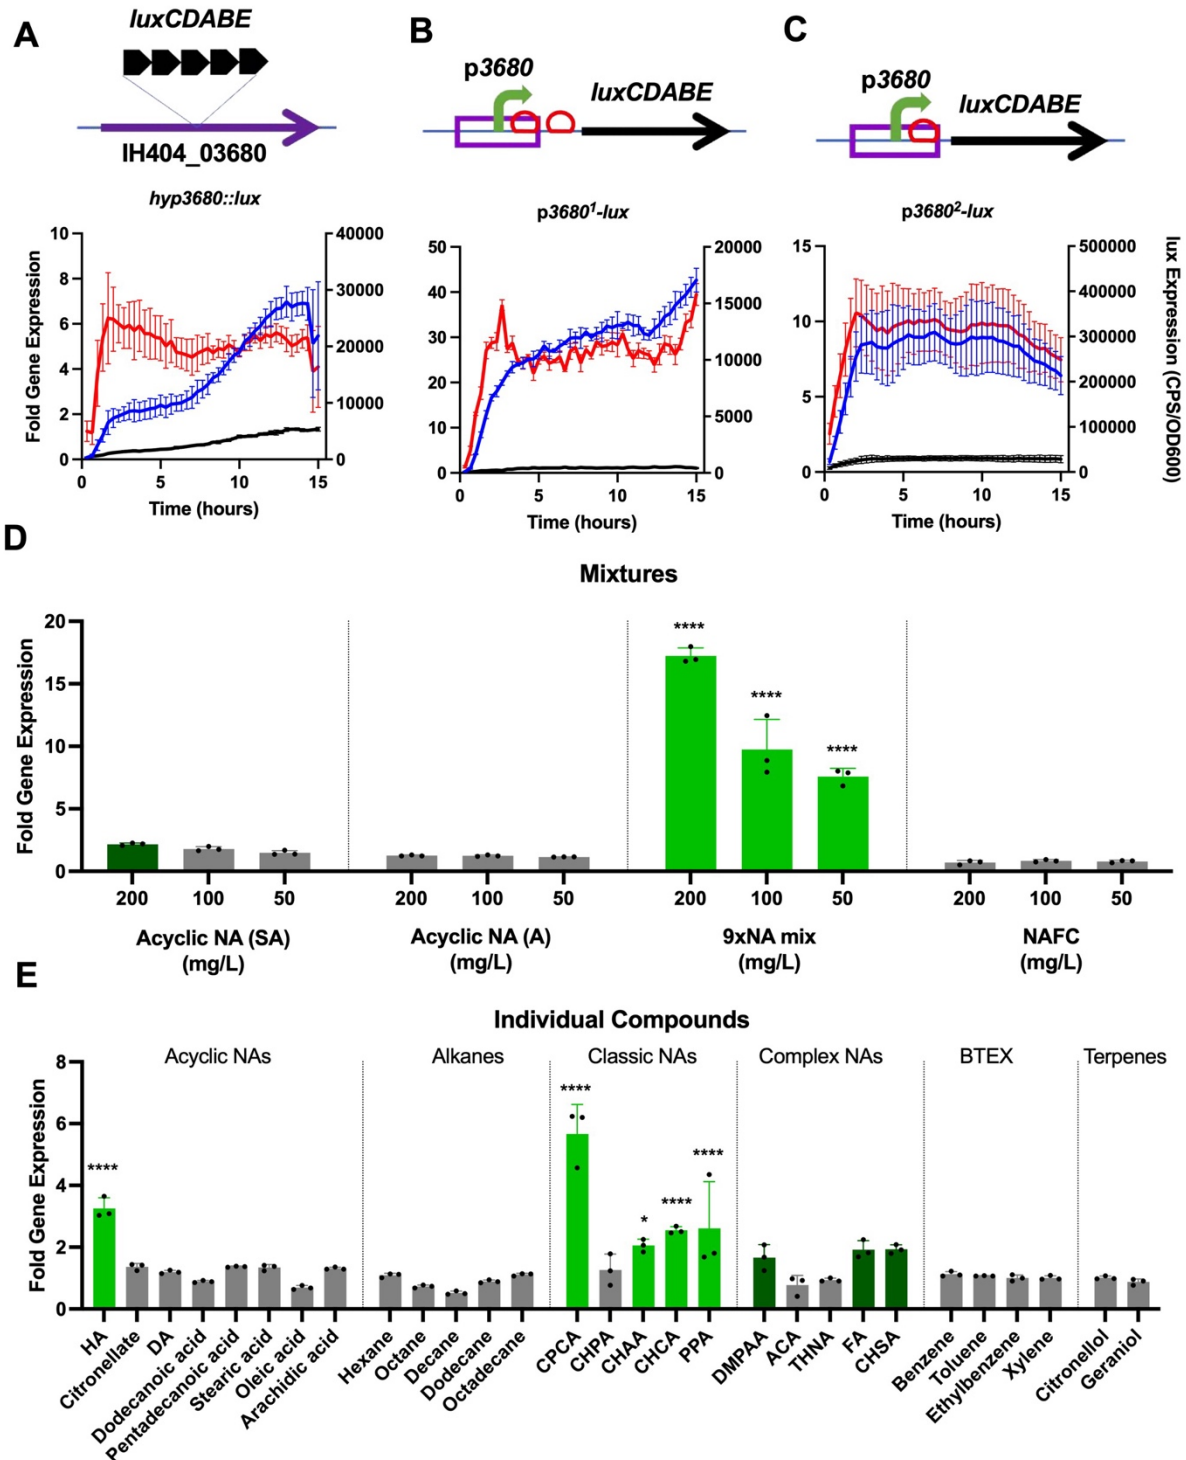 A
luxCDABE
IH404_03680
hyp3680::lux
Fold Gene Expression
10
8
6
4
2
0
40000
30000
20000
10000
0
0 5 10 15
Time (hours)
B
p3680
luxCDABE
p3680¹-lux
50
40
30
20
10
0
20000
15000
10000
5000
0
0 5 10 15
Time (hours)
C
p3680
luxCDABE
p3680²-lux
15
10
5
0
500000
400000
300000
200000
100000
0
lux Expression (CPS/OD600)
0 5 10 15
Time (hours)
D
Mixtures
Fold Gene Expression
20
15
10
5
0
****
****
****
200 100 50 200 100 50 200 100 50 200 100 50
Acyclic NA (SA)
(mg/L)
Acyclic NA (A)
(mg/L)
9xNA mix
(mg/L)
NAFC
(mg/L)
E
Individual Compounds
Acyclic NAs Alkanes Classic NAs Complex NAs BTEX Terpenes
Fold Gene Expression
8
6
4
2
0
****
****
*
****
****
HA
Citronellate
DA
Dodecanoic acid
Pentadecanoic acid
Stearic acid
Oleic acid
Arachidic acid
Hexane
Octane
Decane
Dodecane
Octadecane
CPCA
CHPA
CHAA
CHCA
PPA
DMPAA
ACA
THNA
FA
CHSA
Benzene
Toluene
Ethylbenzene
Xylene
Citronellol
Geraniol